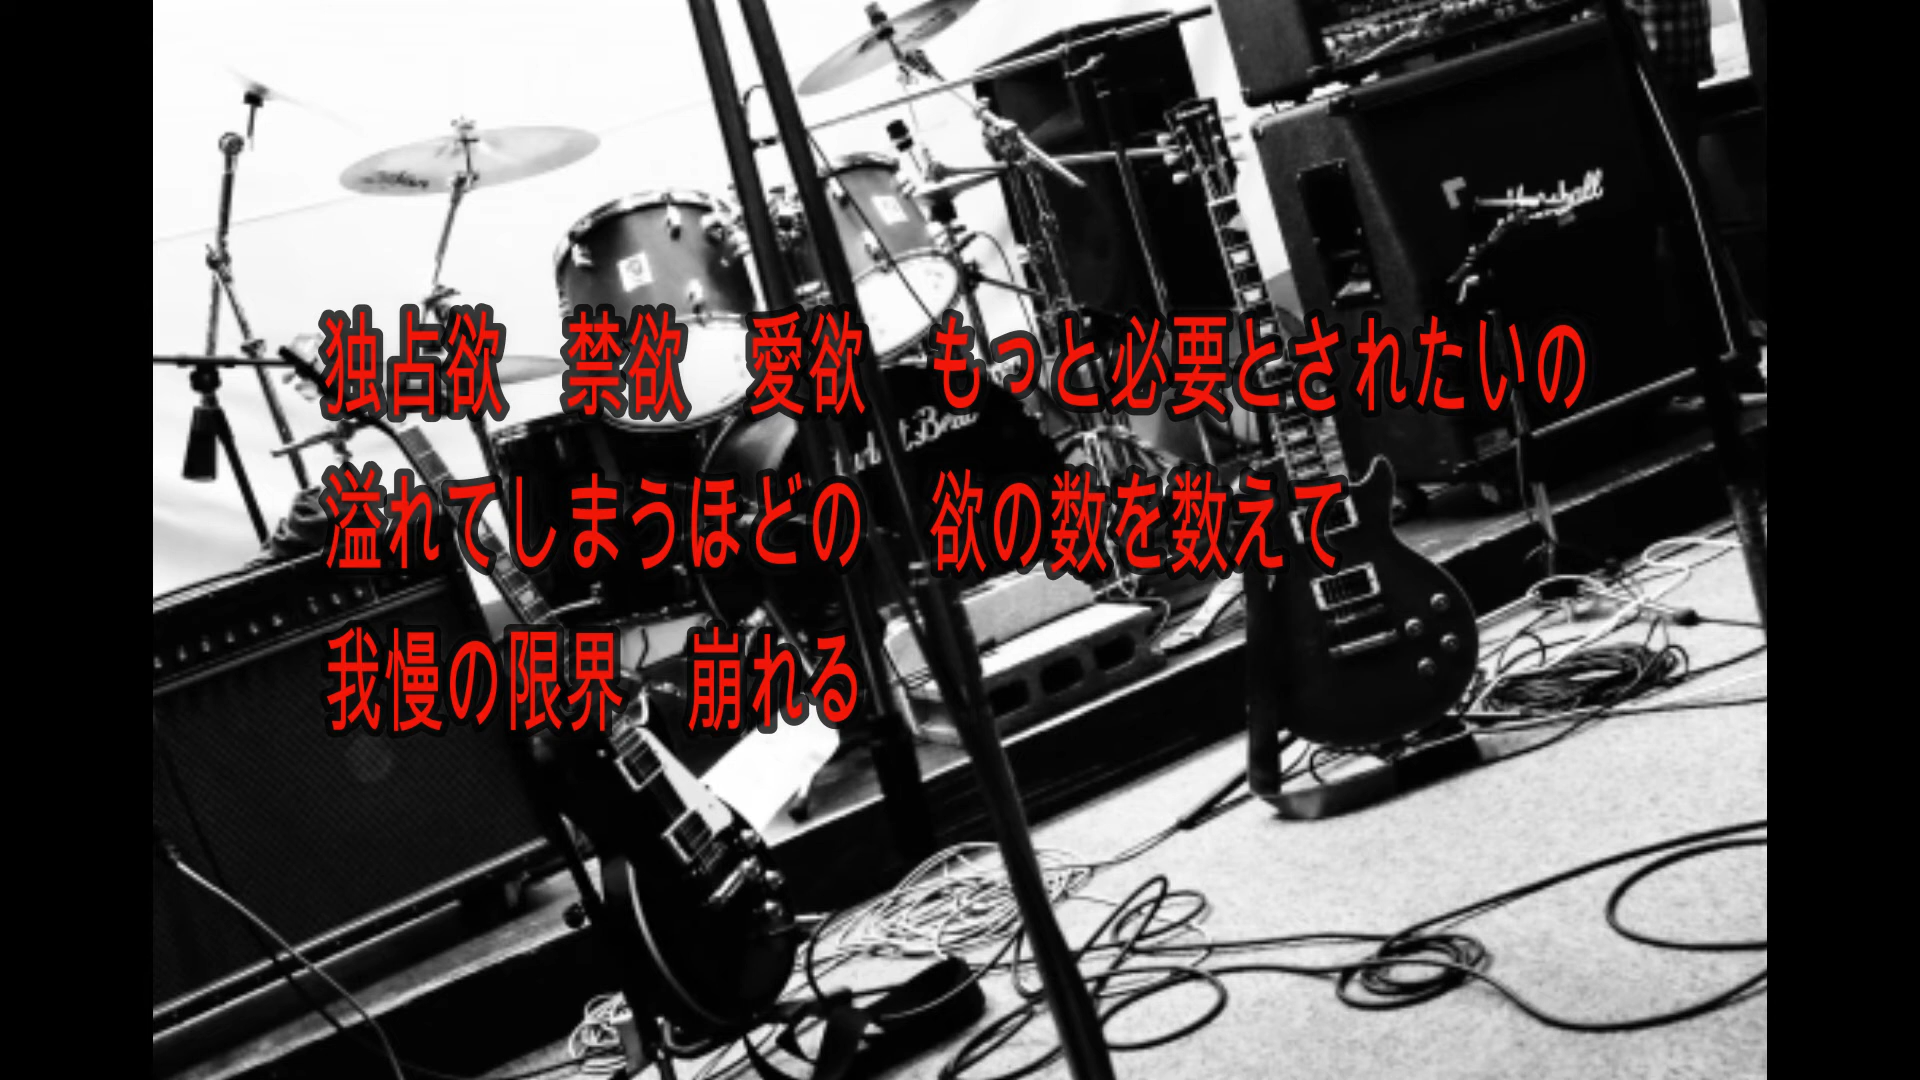 独占欲　禁欲　愛欲　もっと必要とされたいの
溢れてしまうほどの　欲の数を数えて
我慢の限界　崩れる
Marshall